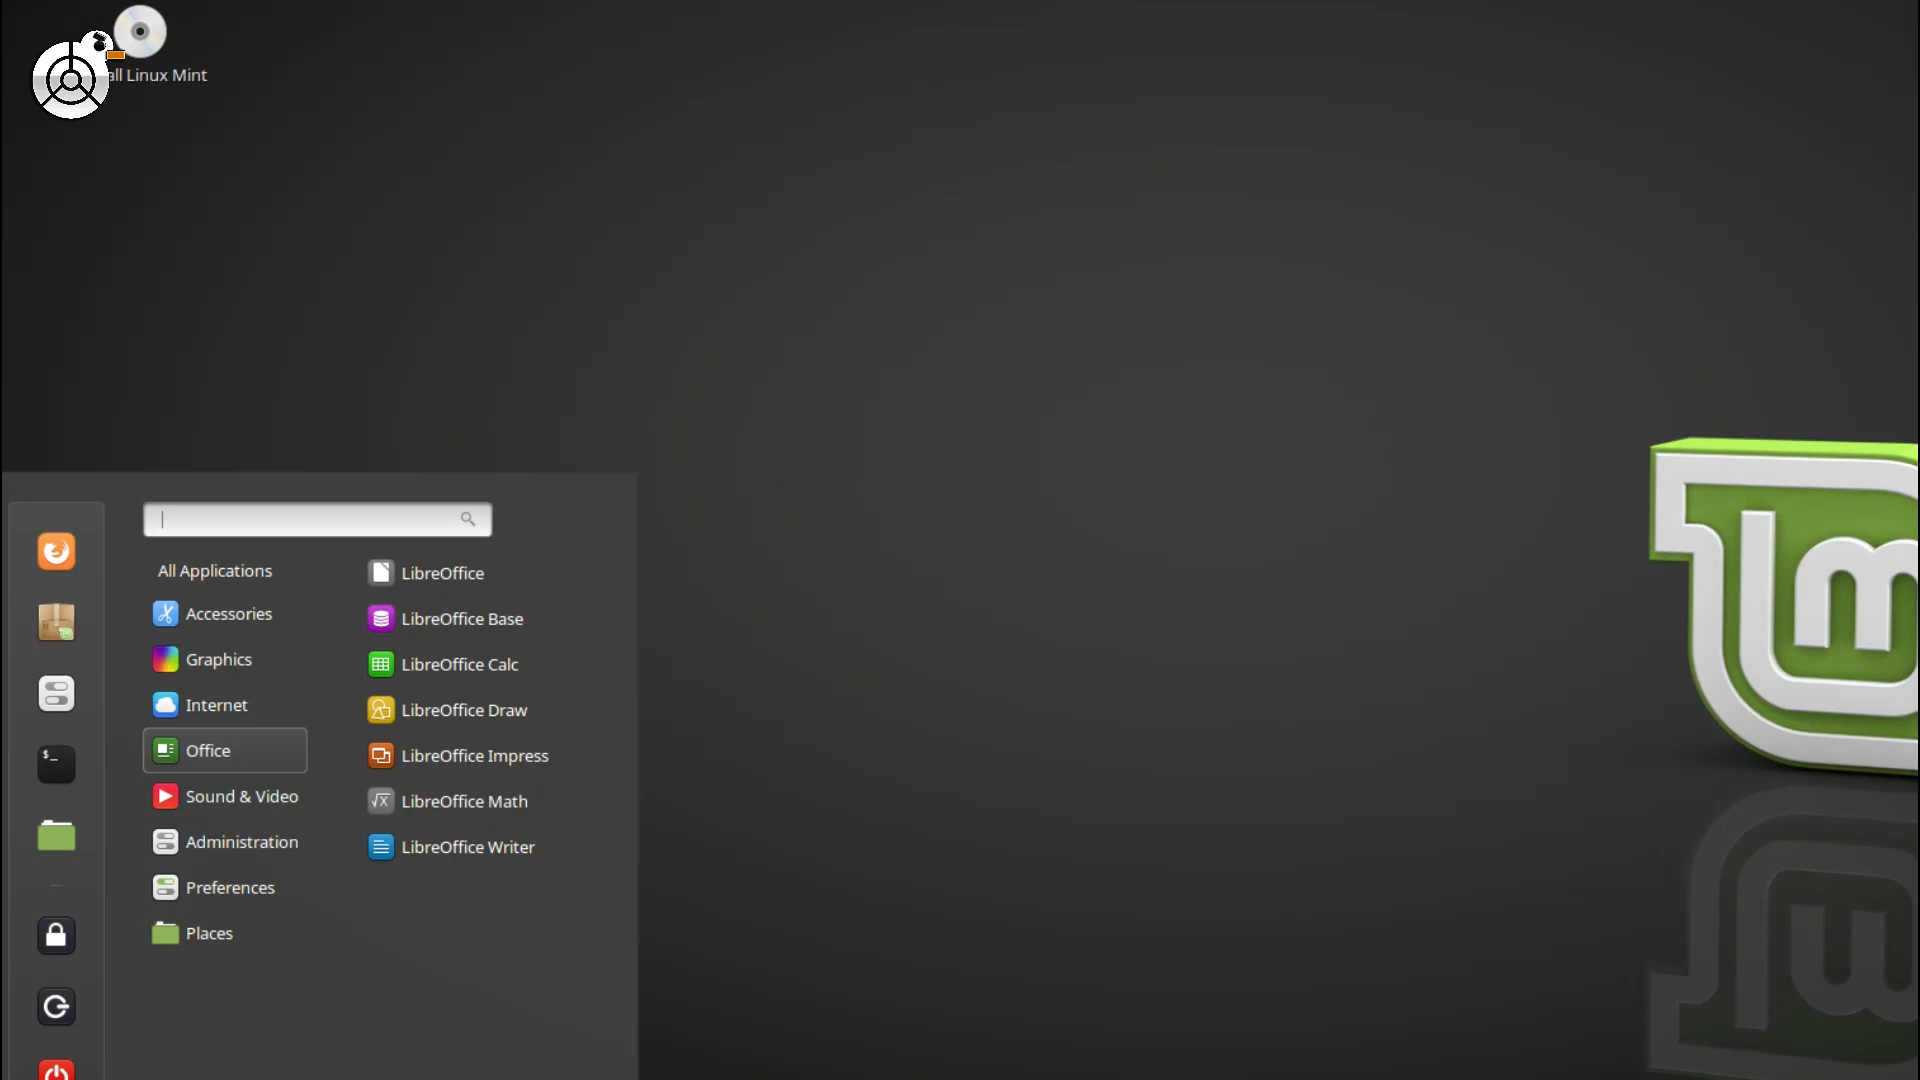 all Linux Mint
All Applications
Accessories
Graphics
Internet
Office
Sound & Video
Administration
Preferences
Places
LibreOffice
LibreOffice Base
LibreOffice Calc
LibreOffice Draw
LibreOffice Impress
LibreOffice Math
LibreOffice Writer
$_
√x
lm